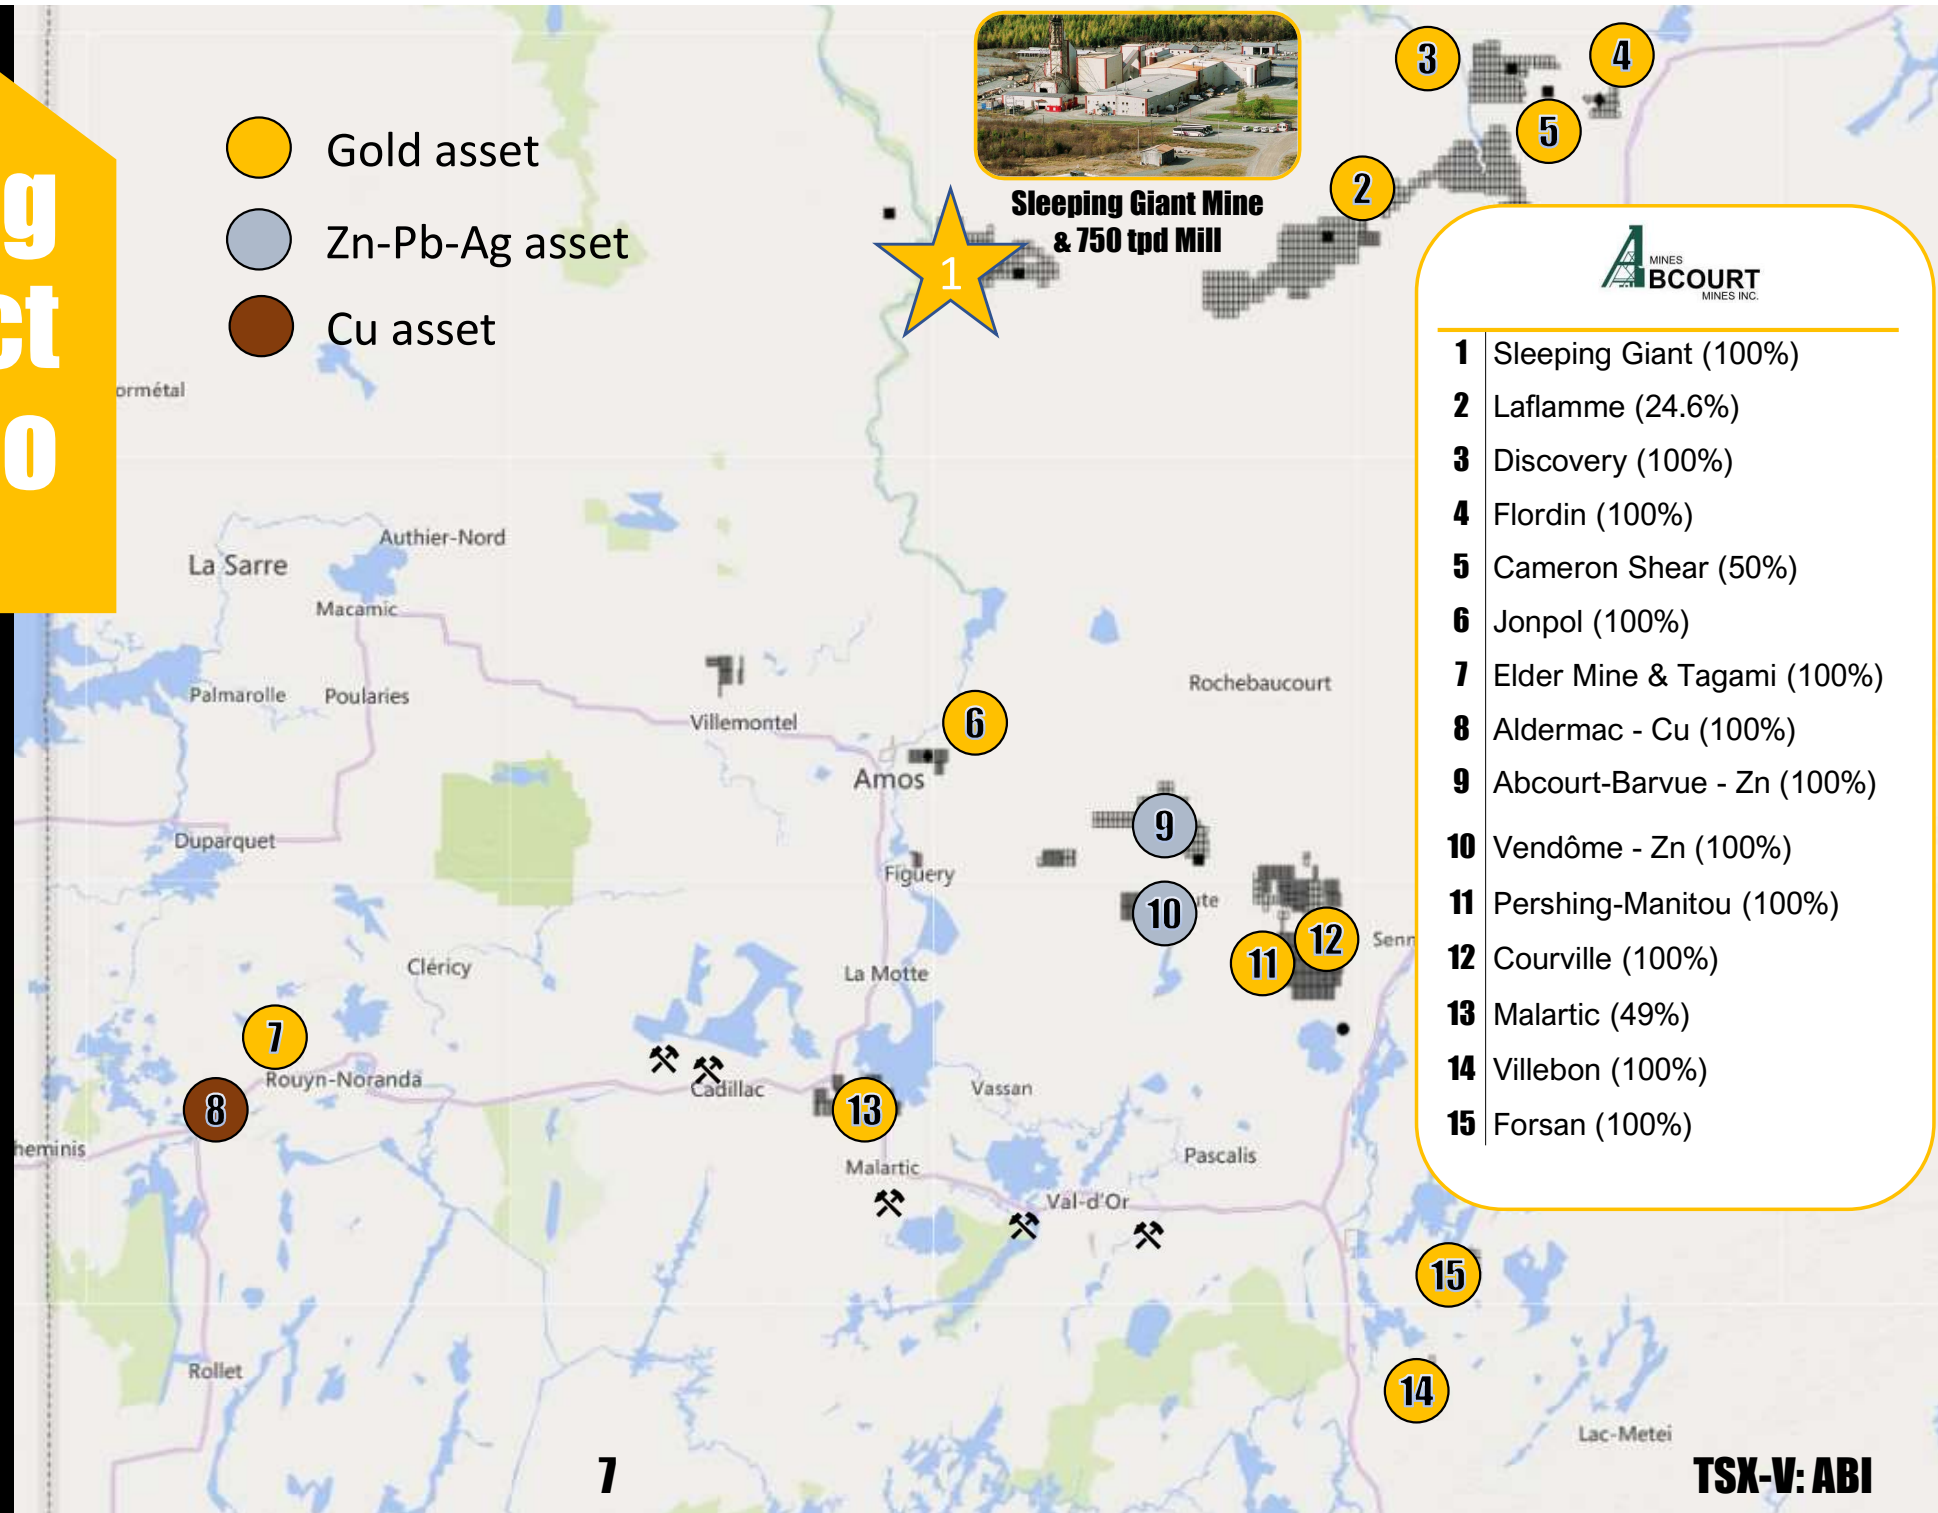 g
ct
o
Gold asset
Zn-Pb-Ag asset
Cu asset
Sleeping Giant Mine
& 750 tpd Mill
1
2
3
4
5
6
7
8
9
10
11
12
13
14
15
ormétal
Authier-Nord
La Sarre
Macamic
Palmarolle
Poularies
Villemontel
Rochebaucourt
Amos
Duparquet
Figuery
ute
Senn
Cléricy
La Motte
Rouyn-Noranda
Cadillac
Vassan
heminis
Malartic
Pascalis
Val-d'Or
Rollet
Lac-Metei
MINES
ABCOURT
MINES INC.
1 Sleeping Giant (100%)
2 Laflamme (24.6%)
3 Discovery (100%)
4 Flordin (100%)
5 Cameron Shear (50%)
6 Jonpol (100%)
7 Elder Mine & Tagami (100%)
8 Aldermac - Cu (100%)
9 Abcourt-Barvue - Zn (100%)
10 Vendôme - Zn (100%)
11 Pershing-Manitou (100%)
12 Courville (100%)
13 Malartic (49%)
14 Villebon (100%)
15 Forsan (100%)
7
TSX-V: ABI